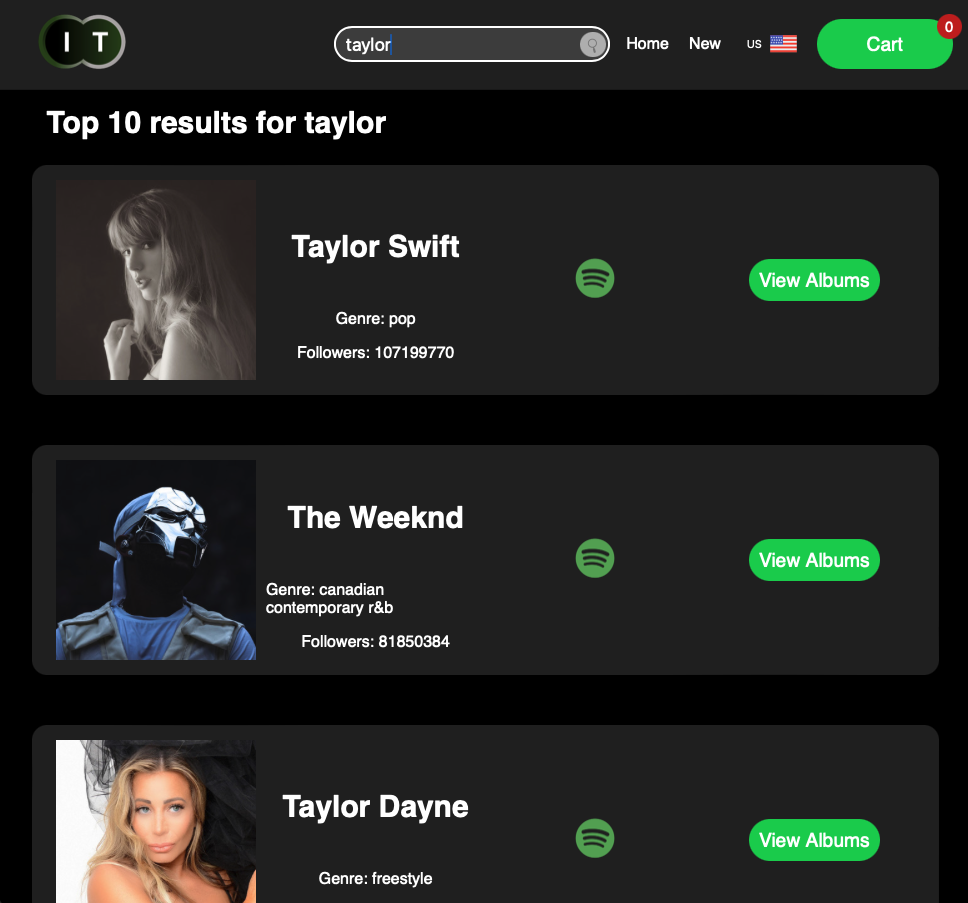 I T
taylor
Home
New
US
Cart
0
Top 10 results for taylor
Taylor Swift
Genre: pop
Followers: 107199770
View Albums
The Weeknd
Genre: canadian
contemporary r&b
Followers: 81850384
View Albums
Taylor Dayne
Genre: freestyle
View Albums